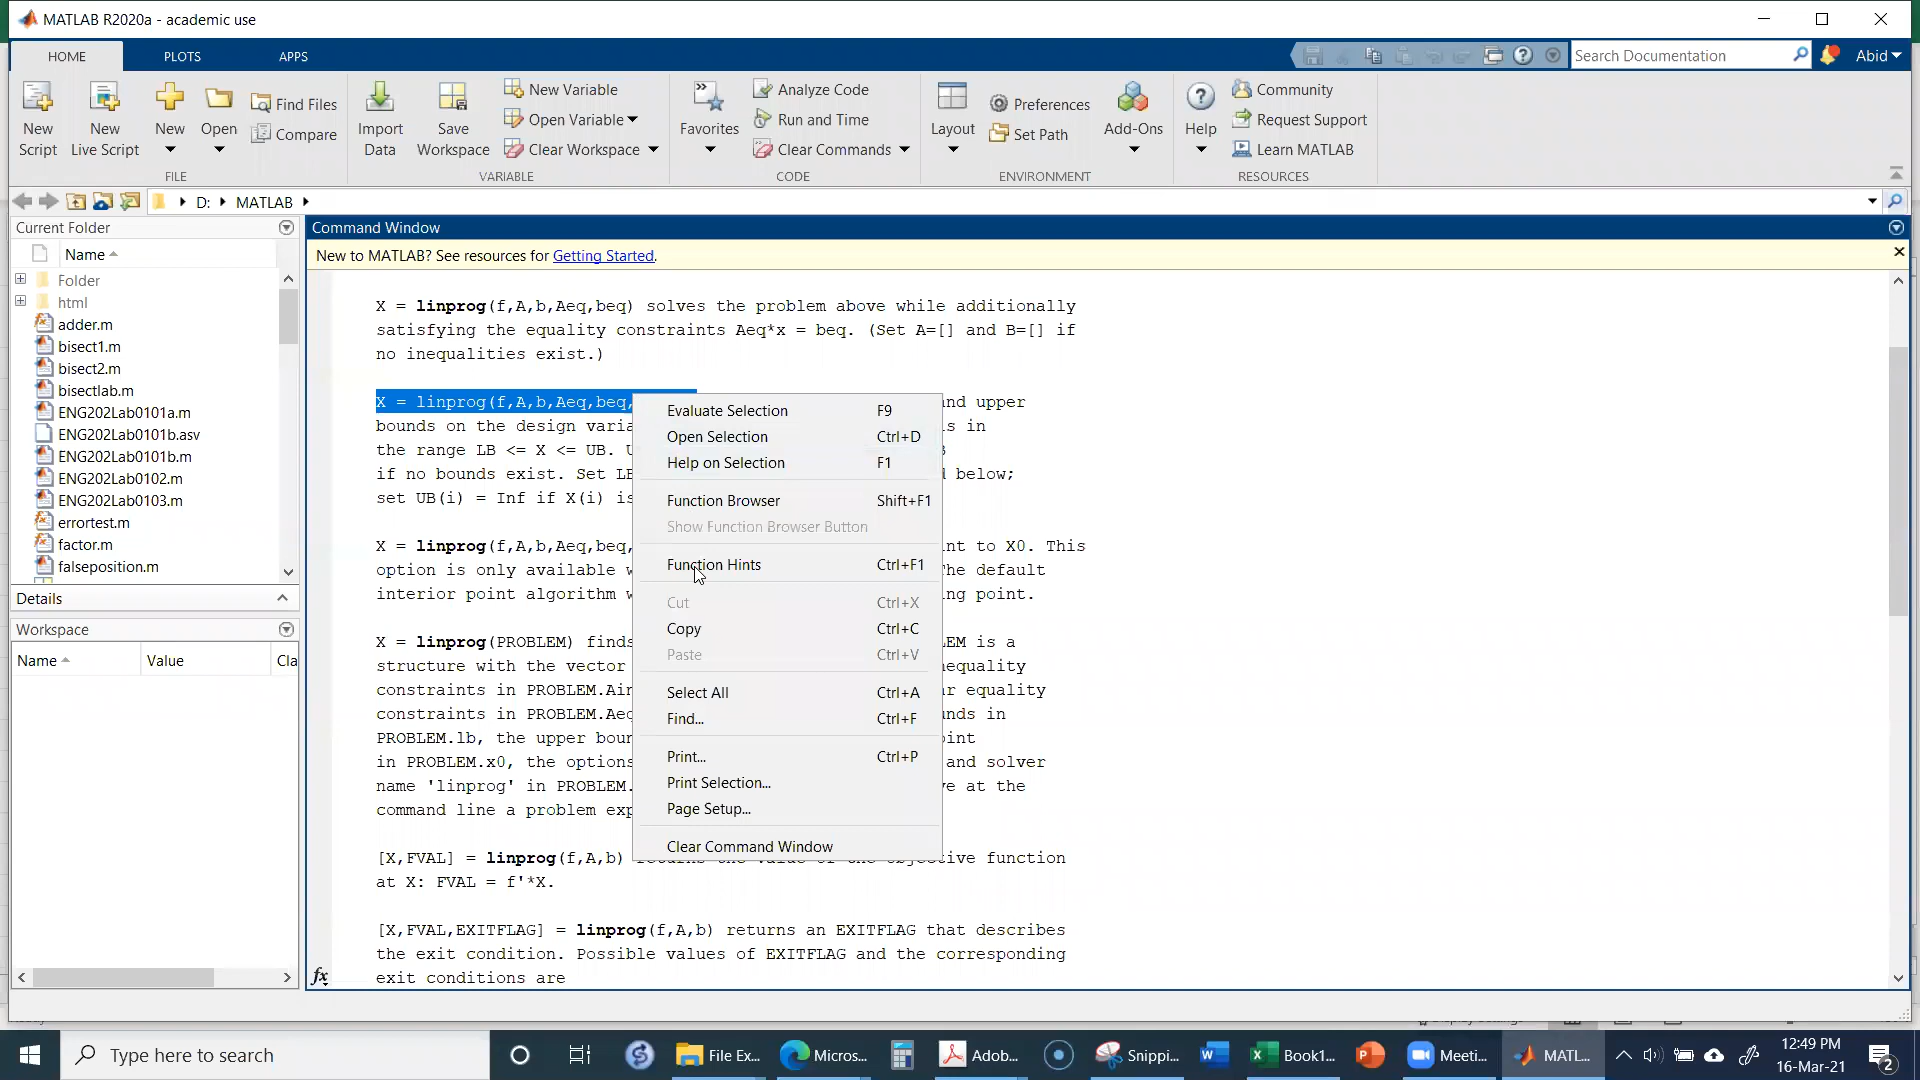 MATLAB R2020a - academic use
HOME PLOTS APPS
Search Documentation
Abid
New Script
New Live Script
New
Open
Find Files
Compare
FILE
Import Data
Save Workspace
New Variable
Open Variable
Clear Workspace
VARIABLE
Favorites
Analyze Code
Run and Time
Clear Commands
CODE
Layout
Preferences
Set Path
Add-Ons
ENVIRONMENT
Help
Community
Request Support
Learn MATLAB
RESOURCES
D: MATLAB
Current Folder
Name
Folder
html
adder.m
bisect1.m
bisect2.m
bisectlab.m
ENG202Lab0101a.m
ENG202Lab0101b.asv
ENG202Lab0101b.m
ENG202Lab0102.m
ENG202Lab0103.m
errortest.m
factor.m
falseposition.m
Details
Workspace
Name Value Cla
Command Window
New to MATLAB? See resources for Getting Started.
X = linprog(f,A,b,Aeq,beq) solves the problem above while additionally
satisfying the equality constraints Aeq*x = beq. (Set A=[] and B=[] if
no inequalities exist.)
X = linprog(f,A,b,Aeq,beq, nd upper
bounds on the design varia s in
the range LB <= X <= UB. U
if no bounds exist. Set LB below;
set UB(i) = Inf if X(i) is
X = linprog(f,A,b,Aeq,beq, nt to X0. This
option is only available w he default
interior point algorithm w ng point.
X = linprog(PROBLEM) finds EM is a
structure with the vector equality
constraints in PROBLEM.Ain r equality
constraints in PROBLEM.Aeq nds in
PROBLEM.lb, the upper boun int
in PROBLEM.x0, the options and solver
name 'linprog' in PROBLEM. e at the
command line a problem exp
[X,FVAL] = linprog(f,A,b) returns the value of the objective function
at X: FVAL = f'*X.
[X,FVAL,EXITFLAG] = linprog(f,A,b) returns an EXITFLAG that describes
the exit condition. Possible values of EXITFLAG and the corresponding
exit conditions are
fx
Evaluate Selection F9
Open Selection Ctrl+D
Help on Selection F1
Function Browser Shift+F1
Show Function Browser Button
Function Hints Ctrl+F1
Cut Ctrl+X
Copy Ctrl+C
Paste Ctrl+V
Select All Ctrl+A
Find... Ctrl+F
Print... Ctrl+P
Print Selection...
Page Setup...
Clear Command Window
Type here to search
File Ex...
Micros...
Adob...
Snippi...
Book1...
Meeti...
MATL...
12:49 PM
16-Mar-21
2